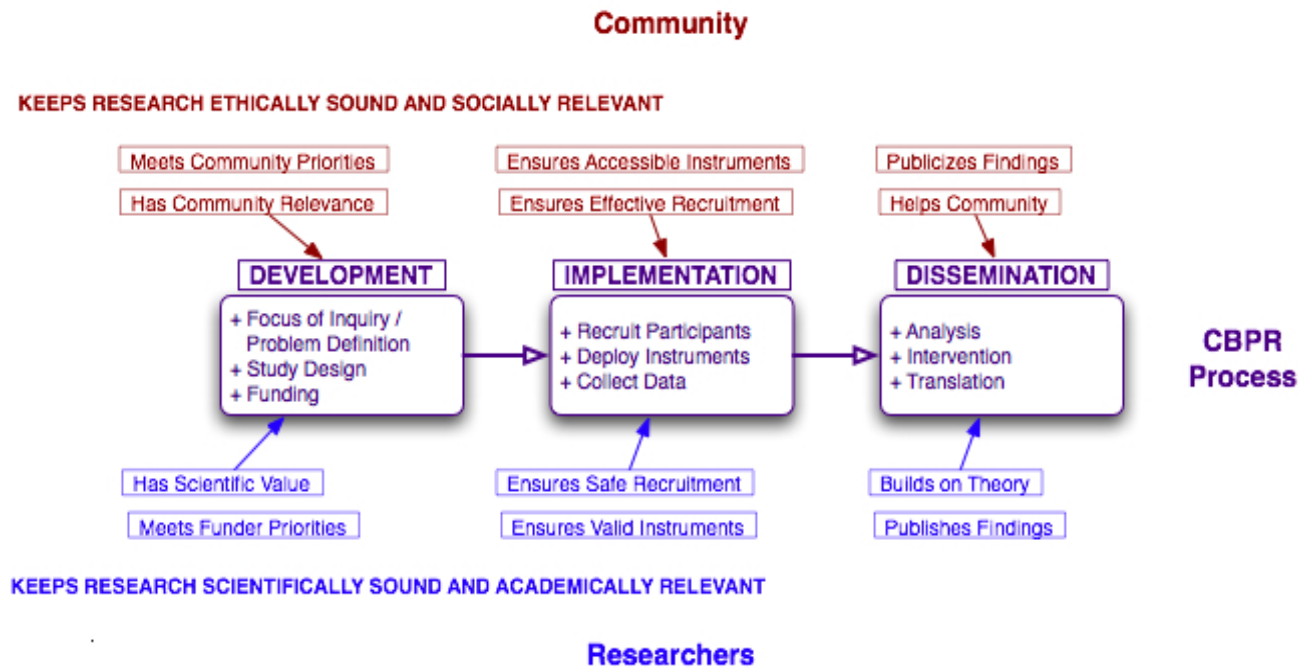 Community
KEEPS RESEARCH ETHICALLY SOUND AND SOCIALLY RELEVANT
Meets Community Priorities
Has Community Relevance
Ensures Accessible Instruments
Ensures Effective Recruitment
Publicizes Findings
Helps Community
DEVELOPMENT
+ Focus of Inquiry /
Problem Definition
+ Study Design
+ Funding
IMPLEMENTATION
+ Recruit Participants
+ Deploy Instruments
+ Collect Data
DISSEMINATION
+ Analysis
+ Intervention
+ Translation
CBPR
Process
Has Scientific Value
Meets Funder Priorities
Ensures Safe Recruitment
Ensures Valid Instruments
Builds on Theory
Publishes Findings
KEEPS RESEARCH SCIENTIFICALLY SOUND AND ACADEMICALLY RELEVANT
Researchers